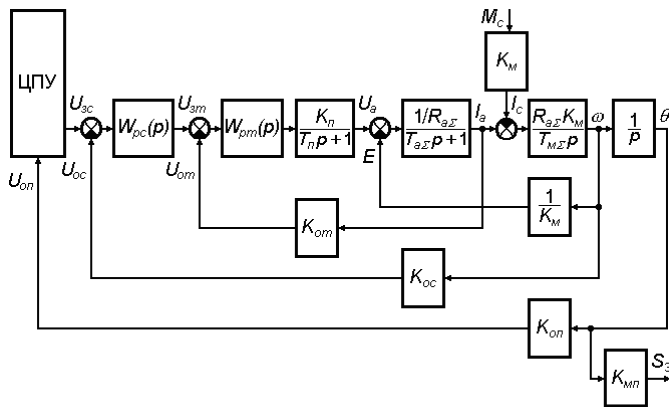 M_c
ЦПУ
K_м
U_зс
U_зт
U_a
I_a
I_c
W_рс(p)
W_рт(p)
K_п
T_п p+1
1/R_aΣ
T_aΣ p+1
R_aΣ K_м
T_мΣ p
ω
1
p
θ
U_оп
U_ос
U_от
E
1
K_м
K_от
K_ос
K_оп
K_мп